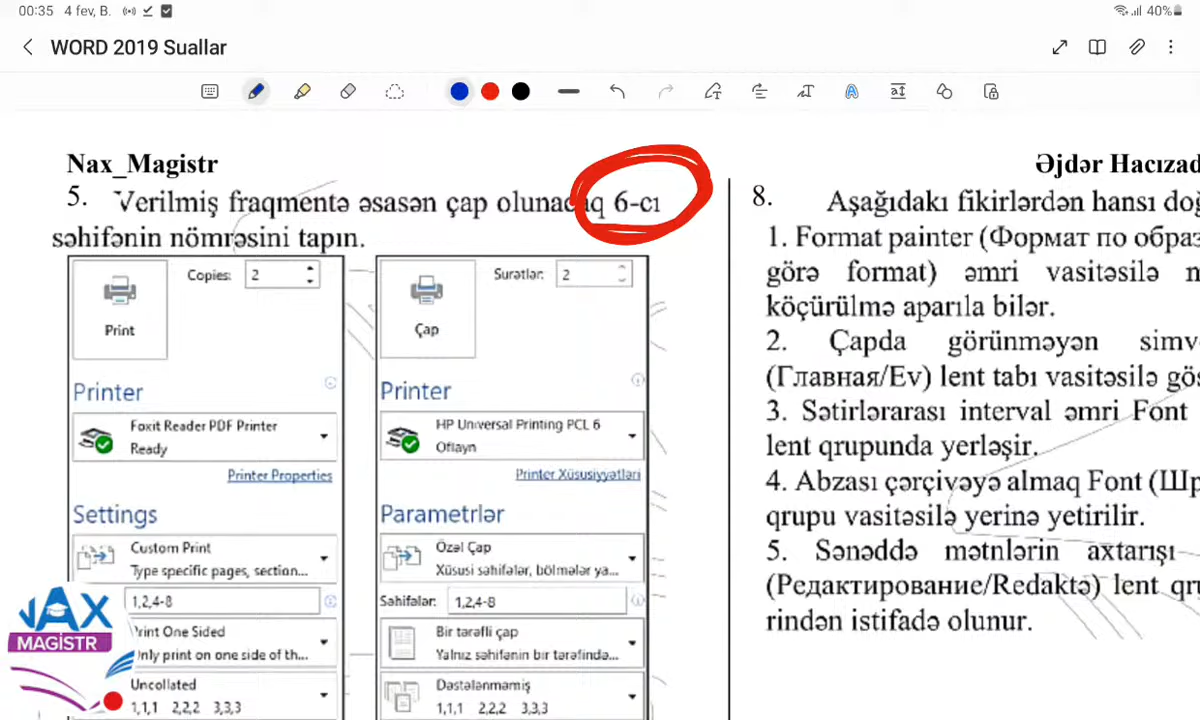 00:35 4 fev, B.
40%
WORD 2019 Suallar
Nax_Magistr
5. Verilmiş fraqmentə əsasən çap olunacaq 6-cı
səhifənin nömrəsini tapın.
Print
Copies: 2
Printer
Foxit Reader PDF Printer
Ready
Printer Properties
Settings
Custom Print
Type specific pages, section...
1,2,4-8
Print One Sided
Only print on one side of th...
Uncollated
1,1,1 2,2,2 3,3,3
Çap
Surətlər: 2
Printer
HP Universal Printing PCL 6
Oflayn
Printer Xüsusiyyətləri
Parametrlər
Özəl Çap
Xüsusi səhifələr, bölmələr ya...
Səhifələr: 1,2,4-8
Bir tərəfli çap
Yalnız səhifənin bir tərəfində...
Dəstələnməmiş
1,1,1 2,2,2 3,3,3
JAX
MAGİSTR
Əjdər Hacızad
8. Aşağıdakı fikirlərdən hansı doğ
1. Format painter (Формат по образ
görə format) əmri vasitəsilə m
köçürülmə aparıla bilər.
2. Çapda görünməyən simv
(Главная/Ev) lent tabı vasitəsilə gös
3. Sətirlərarası interval əmri Font
lent qrupunda yerləşir.
4. Abzası çərçivəyə almaq Font (Шр
qrupu vasitəsilə yerinə yetirilir.
5. Sənəddə mətnlərin axtarışı
(Редактирование/Redaktə) lent qru
rindən istifadə olunur.